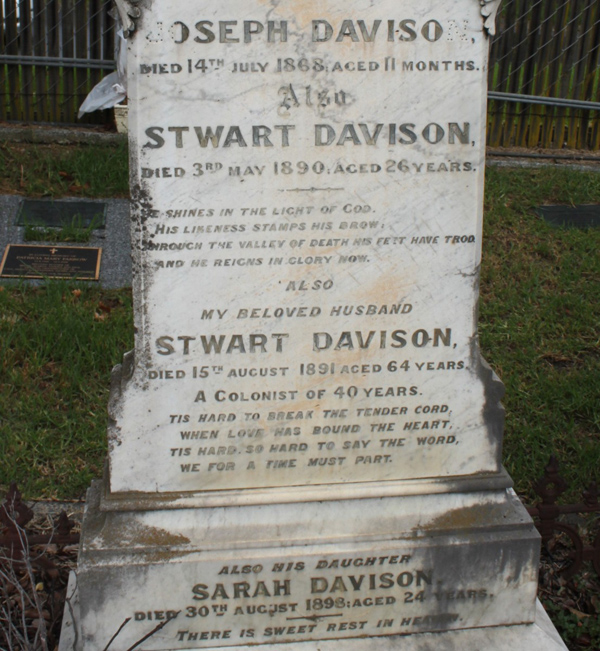 JOSEPH DAVISON,
DIED 14TH JULY 1868, AGED 11 MONTHS.
Also
STWART DAVISON,
DIED 3RD MAY 1890, AGED 26 YEARS.
E SHINES IN THE LIGHT OF GOD.
HIS LIKENESS STAMPS HIS BROW;
THROUGH THE VALLEY OF DEATH HIS FEET HAVE TROD
AND HE REIGNS IN GLORY NOW.
ALSO
MY BELOVED HUSBAND
STWART DAVISON,
DIED 15TH AUGUST 1891 AGED 64 YEARS.
A COLONIST OF 40 YEARS.
TIS HARD TO BREAK THE TENDER CORD,
WHEN LOVE HAS BOUND THE HEART,
TIS HARD, SO HARD TO SAY THE WORD,
WE FOR A TIME MUST PART.
ALSO HIS DAUGHTER
SARAH DAVISON.
DIED 30TH AUGUST 1898: AGED 24 YEARS.
THERE IS SWEET REST IN HEAVEN.